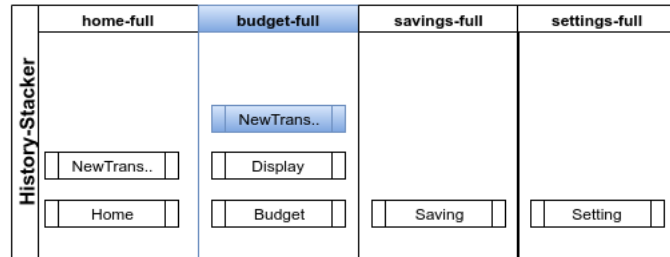 home-full budget-full savings-full settings-full
History-Stacker
NewTrans..
NewTrans.. Display
Home Budget Saving Setting